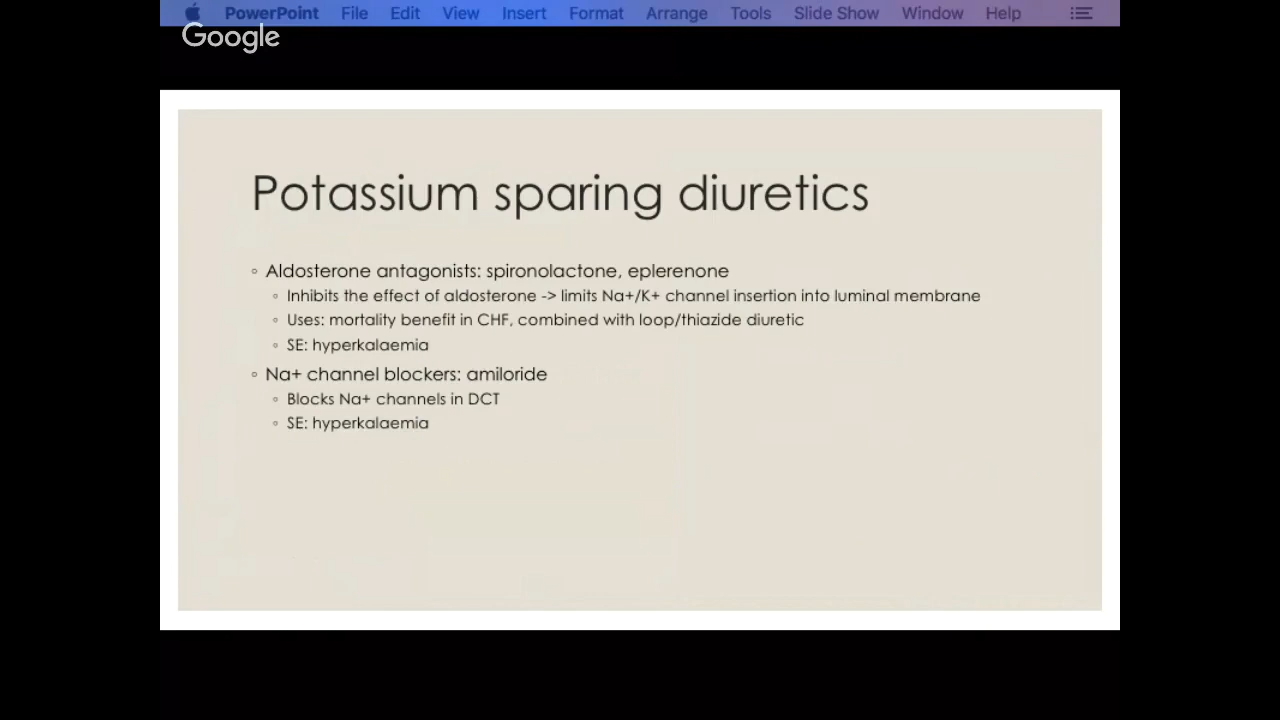 PowerPoint File Edit View Insert Format Arrange Tools Slide Show Window Help
Google
Potassium sparing diuretics
◦ Aldosterone antagonists: spironolactone, eplerenone
◦ Inhibits the effect of aldosterone -> limits Na+/K+ channel insertion into luminal membrane
◦ Uses: mortality benefit in CHF, combined with loop/thiazide diuretic
◦ SE: hyperkalaemia
◦ Na+ channel blockers: amiloride
◦ Blocks Na+ channels in DCT
◦ SE: hyperkalaemia